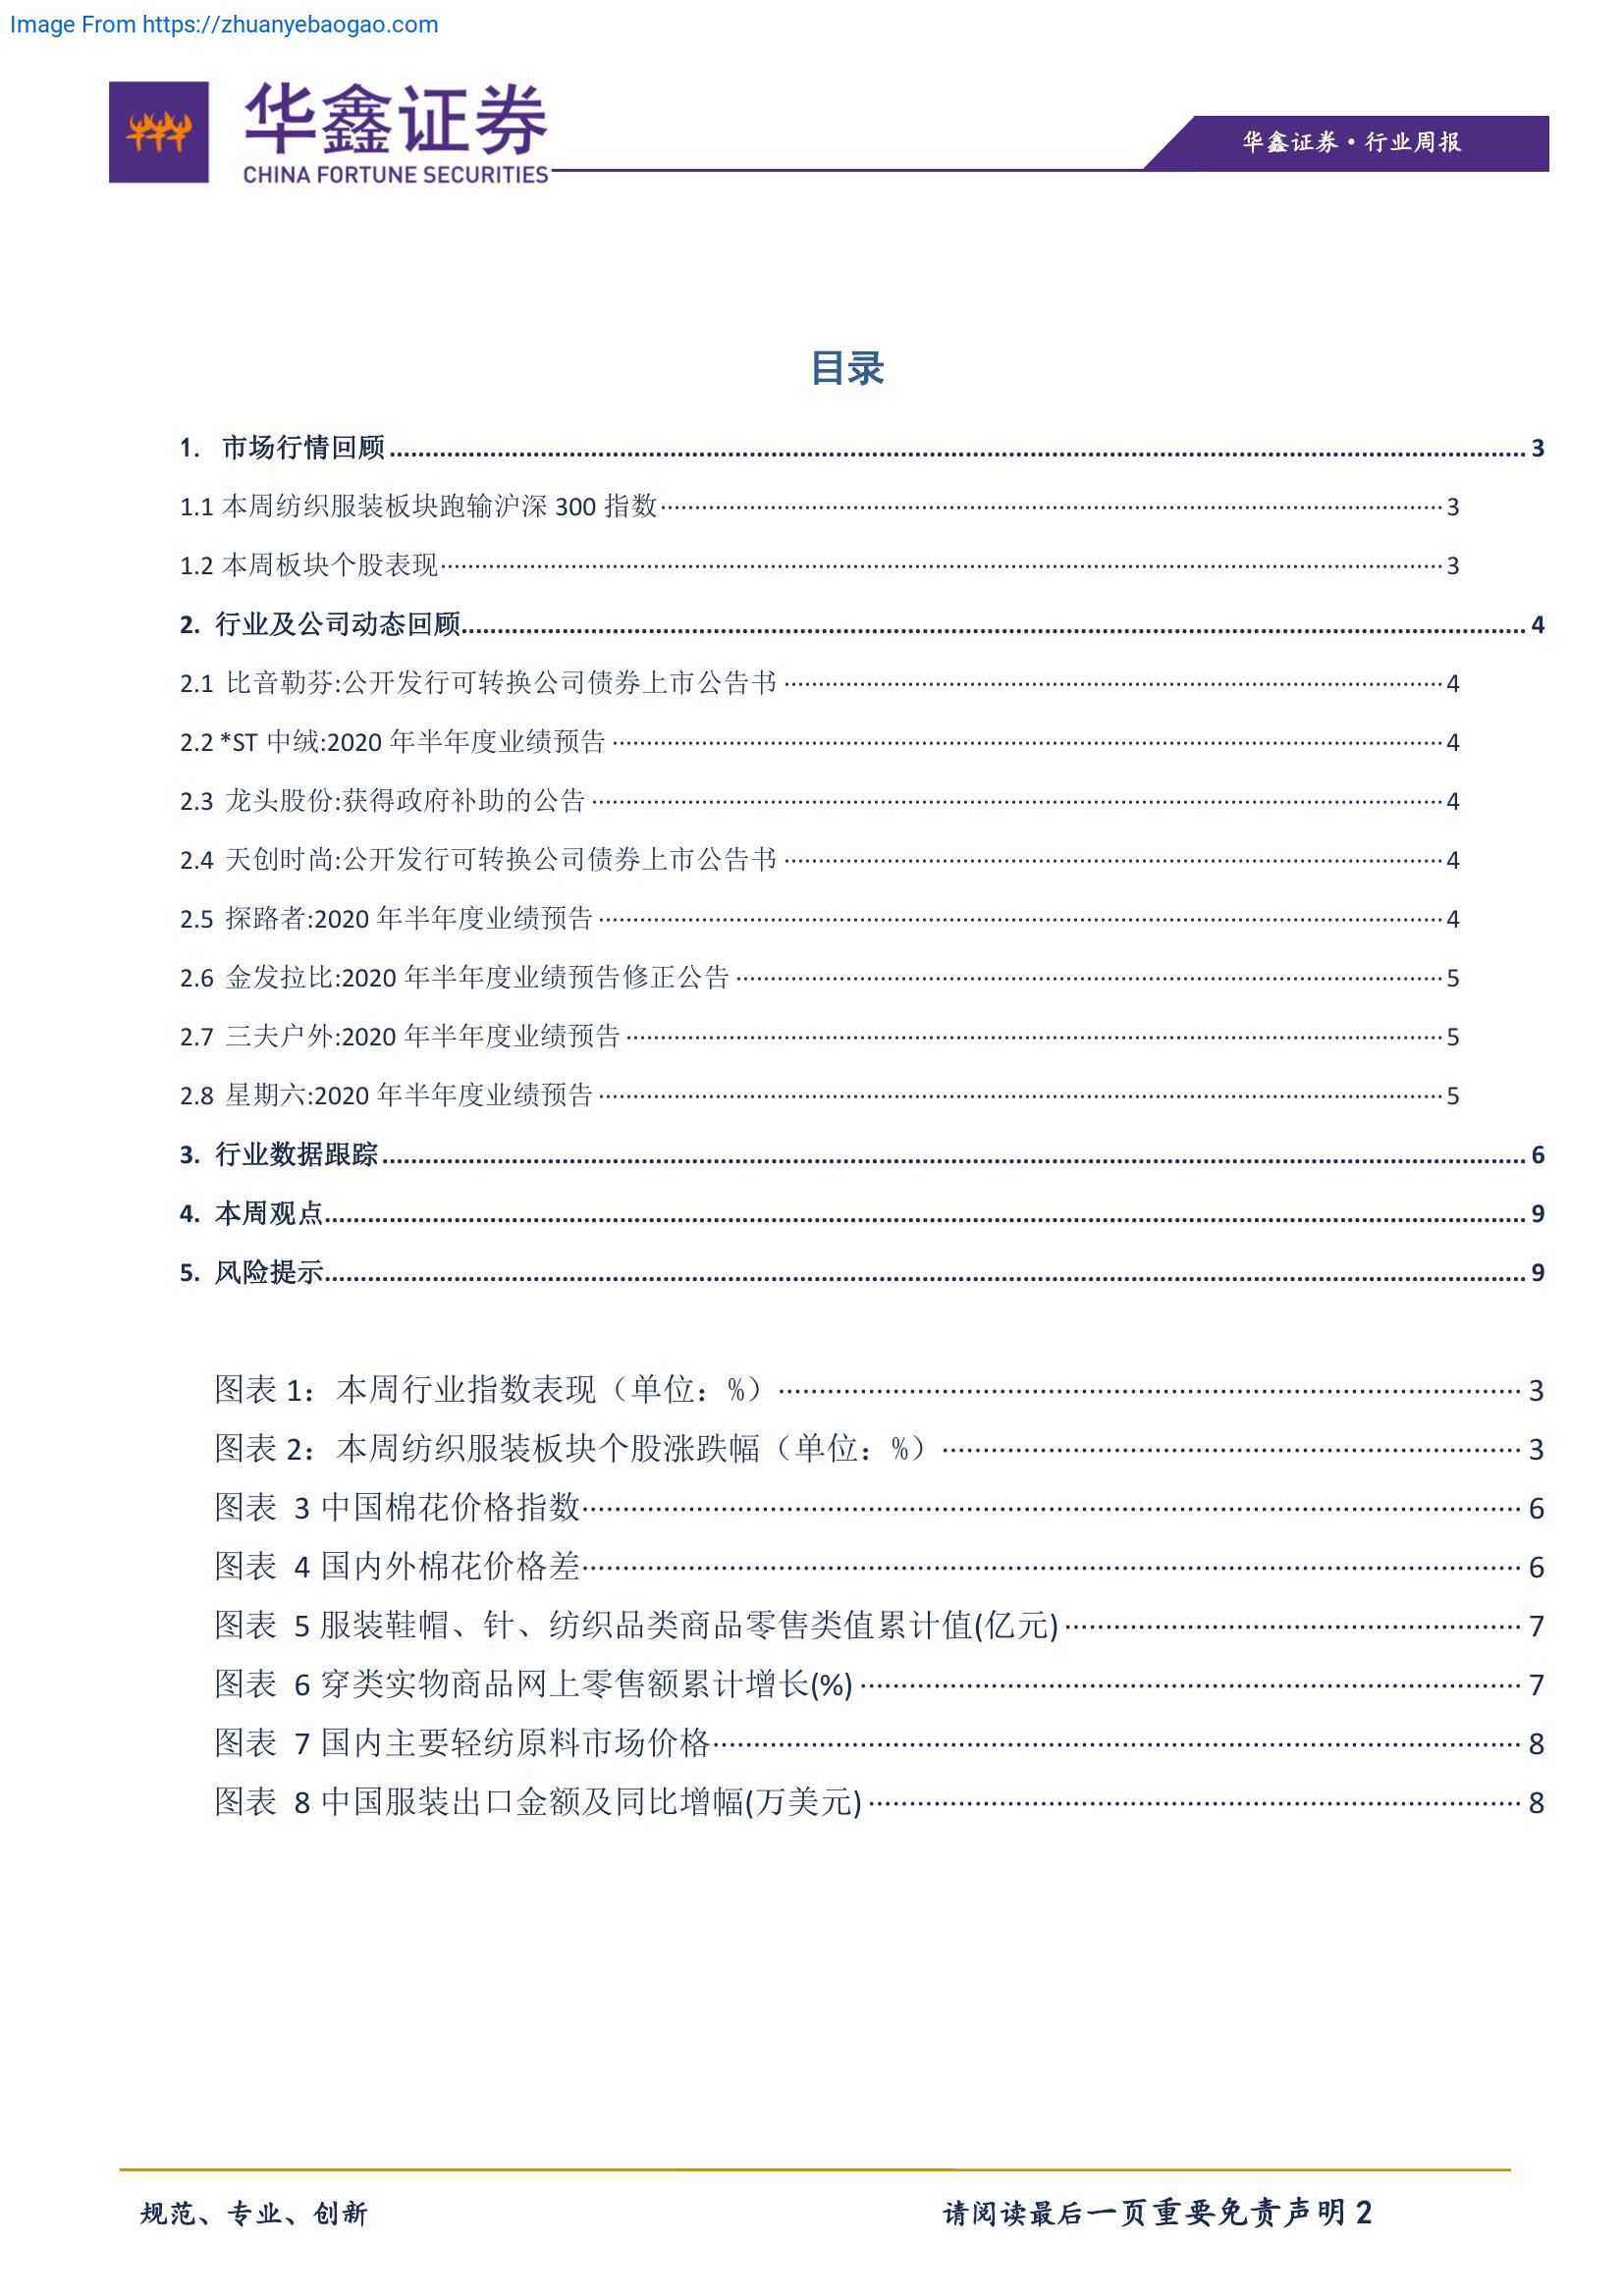 Image From https://zhuanyebaogao.com
华鑫证券
CHINA FORTUNE SECURITIES
华鑫证券·行业周报
目录
1. 市场行情回顾 3
1.1 本周纺织服装板块跑输沪深 300 指数 3
1.2 本周板块个股表现 3
2. 行业及公司动态回顾 4
2.1 比音勒芬:公开发行可转换公司债券上市公告书 4
2.2 *ST 中绒:2020 年半年度业绩预告 4
2.3 龙头股份:获得政府补助的公告 4
2.4 天创时尚:公开发行可转换公司债券上市公告书 4
2.5 探路者:2020 年半年度业绩预告 4
2.6 金发拉比:2020 年半年度业绩预告修正公告 5
2.7 三夫户外:2020 年半年度业绩预告 5
2.8 星期六:2020 年半年度业绩预告 5
3. 行业数据跟踪 6
4. 本周观点 9
5. 风险提示 9
图表 1：本周行业指数表现（单位：%） 3
图表 2：本周纺织服装板块个股涨跌幅（单位：%） 3
图表 3 中国棉花价格指数 6
图表 4 国内外棉花价格差 6
图表 5 服装鞋帽、针、纺织品类商品零售类值累计值(亿元) 7
图表 6 穿类实物商品网上零售额累计增长(%) 7
图表 7 国内主要轻纺原料市场价格 8
图表 8 中国服装出口金额及同比增幅(万美元) 8
规范、专业、创新
请阅读最后一页重要免责声明 2